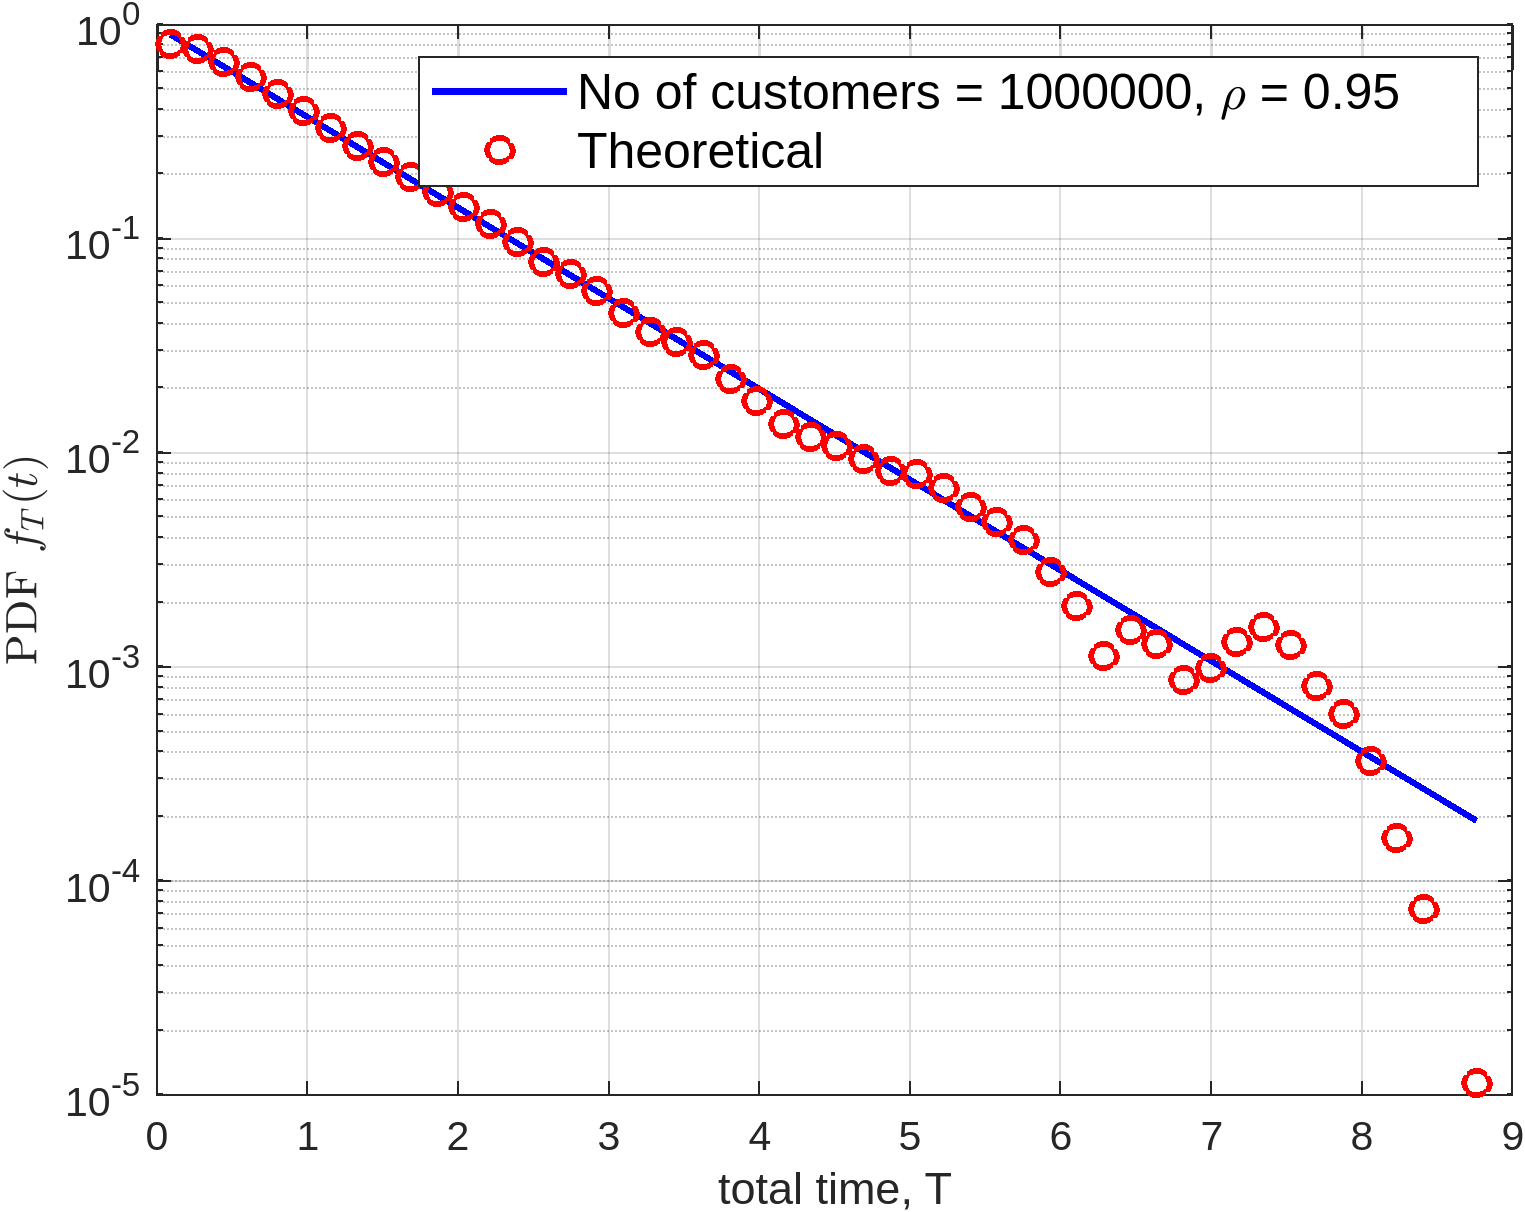 No of customers = 1000000, ρ = 0.95
Theoretical
PDF f_T(t)
10^0
10^-1
10^-2
10^-3
10^-4
10^-5
0 1 2 3 4 5 6 7 8 9
total time, T